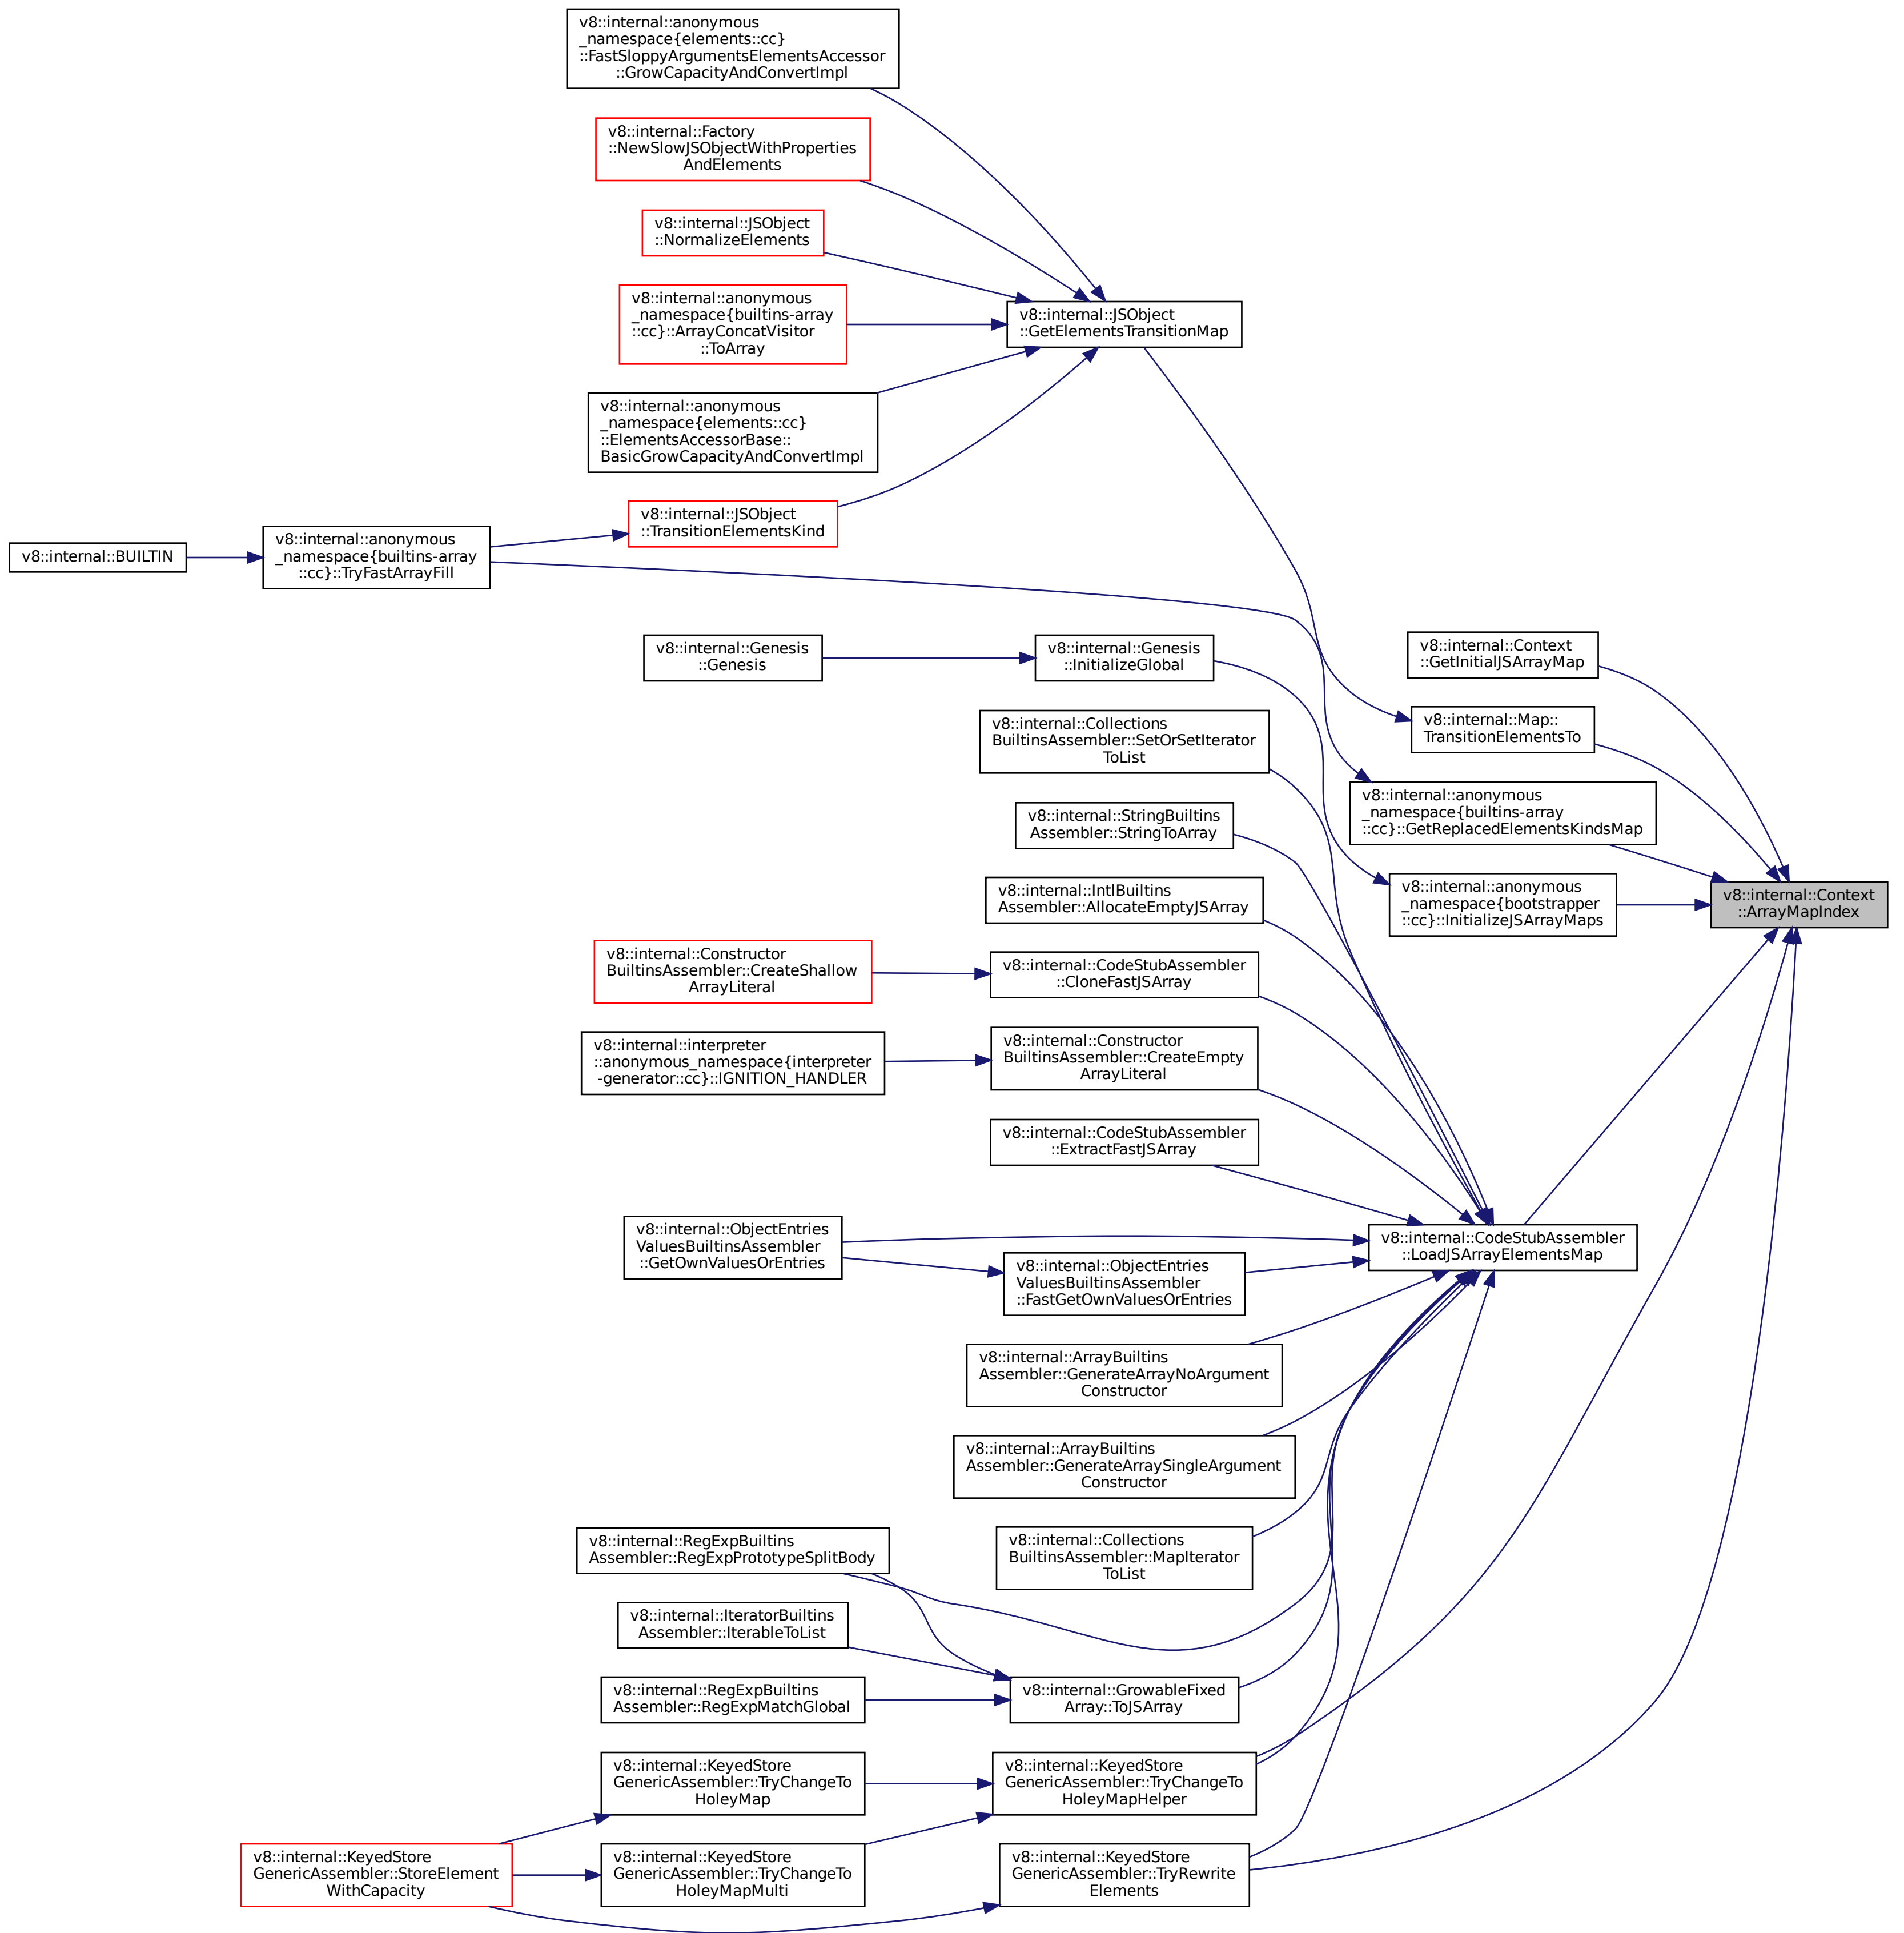 v8::internal::anonymous
_namespace{elements::cc}
::FastSloppyArgumentsElementsAccessor
::GrowCapacityAndConvertImpl
v8::internal::Factory
::NewSlowJSObjectWithProperties
AndElements
v8::internal::JSObject
::NormalizeElements
v8::internal::anonymous
_namespace{builtins-array
::cc}::ArrayConcatVisitor
::ToArray
v8::internal::JSObject
::GetElementsTransitionMap
v8::internal::anonymous
_namespace{elements::cc}
::ElementsAccessorBase::
BasicGrowCapacityAndConvertImpl
v8::internal::JSObject
::TransitionElementsKind
v8::internal::BUILTIN
v8::internal::anonymous
_namespace{builtins-array
::cc}::TryFastArrayFill
v8::internal::Genesis
::Genesis
v8::internal::Genesis
::InitializeGlobal
v8::internal::Context
::GetInitialJSArrayMap
v8::internal::Map::
TransitionElementsTo
v8::internal::Collections
BuiltinsAssembler::SetOrSetIterator
ToList
v8::internal::anonymous
_namespace{builtins-array
::cc}::GetReplacedElementsKindsMap
v8::internal::StringBuiltins
Assembler::StringToArray
v8::internal::IntlBuiltins
Assembler::AllocateEmptyJSArray
v8::internal::anonymous
_namespace{bootstrapper
::cc}::InitializeJSArrayMaps
v8::internal::Context
::ArrayMapIndex
v8::internal::Constructor
BuiltinsAssembler::CreateShallow
ArrayLiteral
v8::internal::CodeStubAssembler
::CloneFastJSArray
v8::internal::interpreter
::anonymous_namespace{interpreter
-generator::cc}::IGNITION_HANDLER
v8::internal::Constructor
BuiltinsAssembler::CreateEmpty
ArrayLiteral
v8::internal::CodeStubAssembler
::ExtractFastJSArray
v8::internal::ObjectEntries
ValuesBuiltinsAssembler
::GetOwnValuesOrEntries
v8::internal::CodeStubAssembler
::LoadJSArrayElementsMap
v8::internal::ObjectEntries
ValuesBuiltinsAssembler
::FastGetOwnValuesOrEntries
v8::internal::ArrayBuiltins
Assembler::GenerateArrayNoArgument
Constructor
v8::internal::ArrayBuiltins
Assembler::GenerateArraySingleArgument
Constructor
v8::internal::RegExpBuiltins
Assembler::RegExpPrototypeSplitBody
v8::internal::Collections
BuiltinsAssembler::MapIterator
ToList
v8::internal::IteratorBuiltins
Assembler::IterableToList
v8::internal::RegExpBuiltins
Assembler::RegExpMatchGlobal
v8::internal::GrowableFixed
Array::ToJSArray
v8::internal::KeyedStore
GenericAssembler::TryChangeTo
HoleyMap
v8::internal::KeyedStore
GenericAssembler::TryChangeTo
HoleyMapHelper
v8::internal::KeyedStore
GenericAssembler::StoreElement
WithCapacity
v8::internal::KeyedStore
GenericAssembler::TryChangeTo
HoleyMapMulti
v8::internal::KeyedStore
GenericAssembler::TryRewrite
Elements